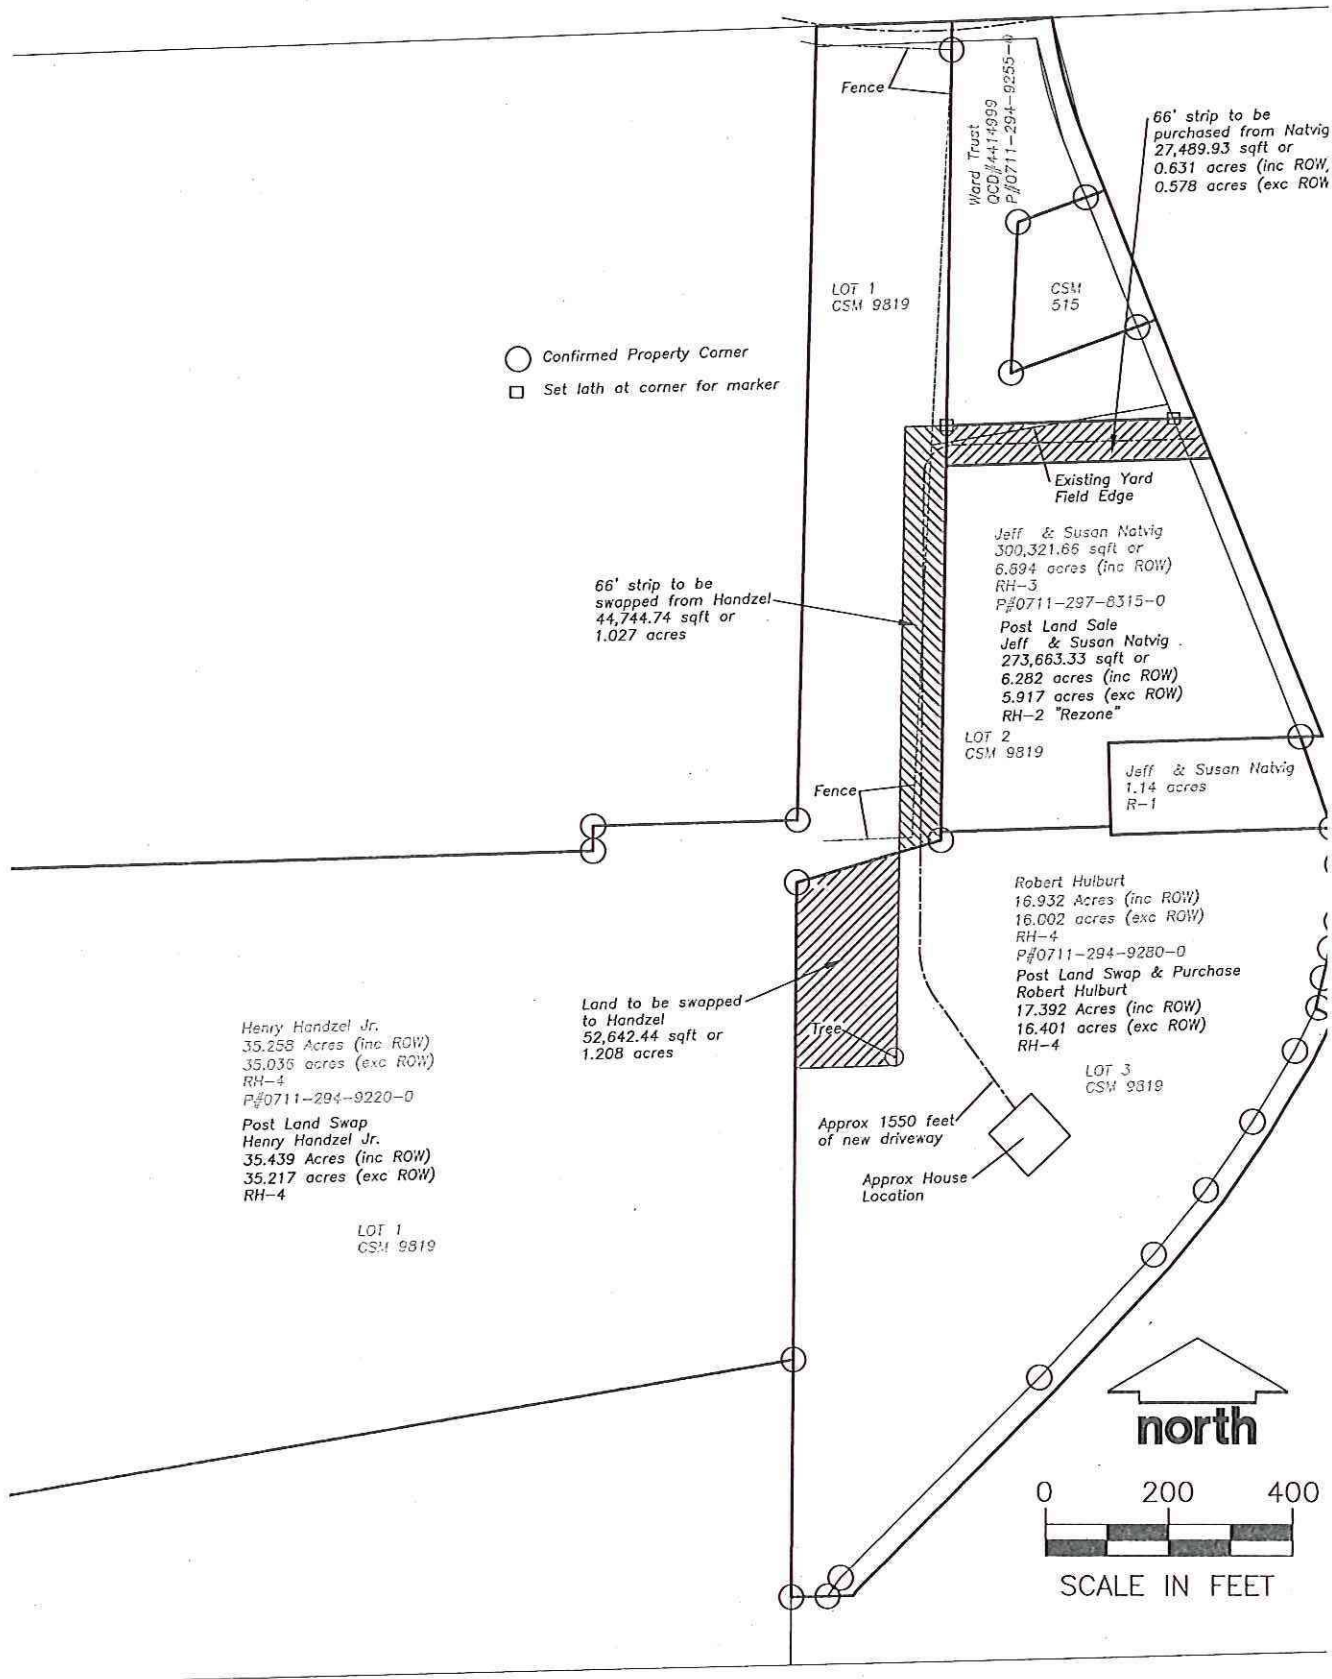 Fence
Ward Trust
QCD#4414999
P#0711-294-9255-0
66' strip to be
purchased from Natvig
27,489.93 sqft or
0.631 acres (inc ROW,
0.578 acres (exc ROW
LOT 1
CSM 9819
CSM
515
Confirmed Property Corner
Set lath at corner for marker
Existing Yard
Field Edge
66' strip to be
swapped from Handzel
44,744.74 sqft or
1.027 acres
Jeff & Susan Natvig
300,321.66 sqft or
6.894 acres (inc ROW)
RH-3
P#0711-297-8315-0
Post Land Sale
Jeff & Susan Natvig
273,663.33 sqft or
6.282 acres (inc ROW)
5.917 acres (exc ROW)
RH-2 "Rezone"
LOT 2
CSM 9819
Jeff & Susan Natvig
1.14 acres
R-1
Fence
Robert Hulburt
16.932 Acres (inc ROW)
16.002 acres (exc ROW)
RH-4
P#0711-294-9280-0
Post Land Swap & Purchase
Robert Hulburt
17.392 Acres (inc ROW)
16.401 acres (exc ROW)
RH-4
LOT 3
CSM 9819
Land to be swapped
to Handzel
52,642.44 sqft or
1.208 acres
Tree
Henry Handzel Jr.
35.258 Acres (inc ROW)
35.036 acres (exc ROW)
RH-4
P#0711-294-9220-0
Post Land Swap
Henry Handzel Jr.
35.439 Acres (inc ROW)
35.217 acres (exc ROW)
RH-4
LOT 1
CSM 9819
Approx 1550 feet
of new driveway
Approx House
Location
north
0 200 400
SCALE IN FEET